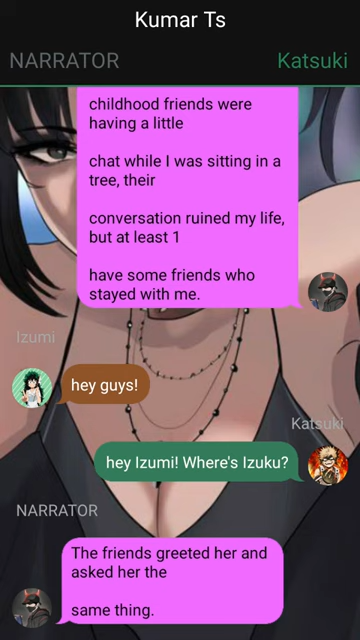 Kumar Ts
NARRATOR
Katsuki
childhood friends were
having a little
chat while I was sitting in a
tree, their
conversation ruined my life,
but at least 1
have some friends who
stayed with me.
Izumi
hey guys!
Katsuki
hey Izumi! Where's Izuku?
NARRATOR
The friends greeted her and
asked her the
same thing.